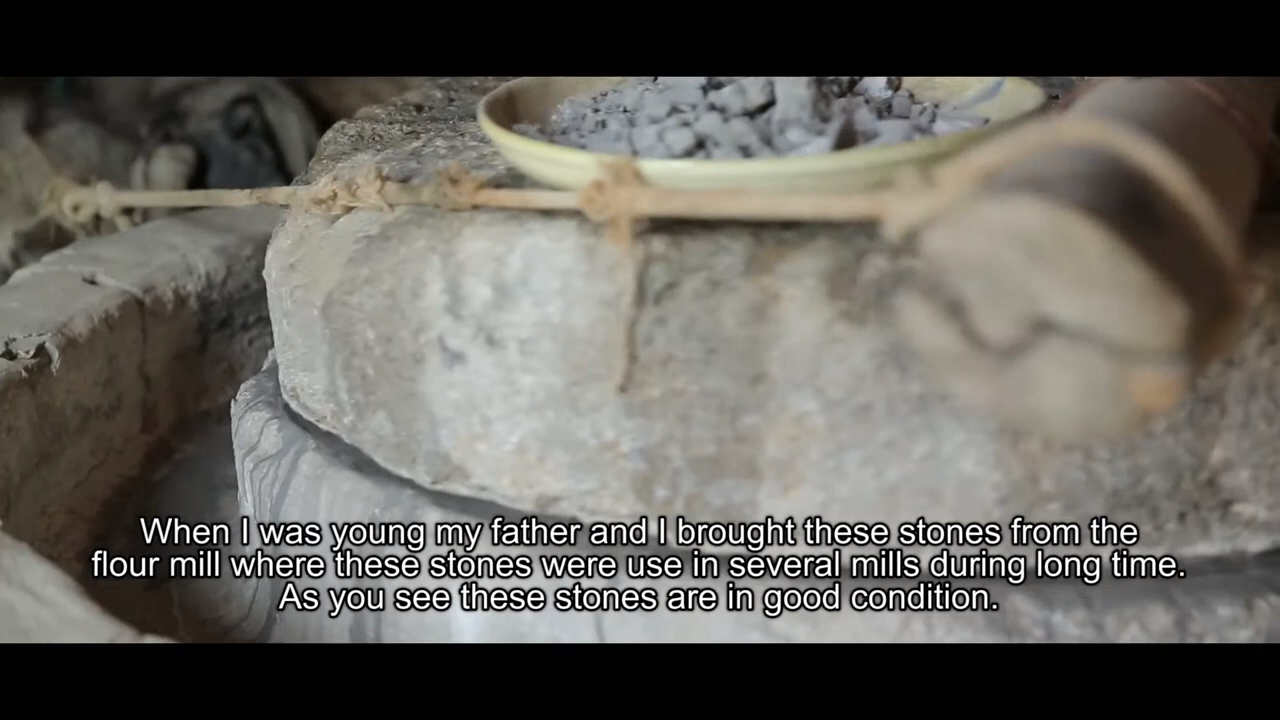 When I was young my father and I brought these stones from the
flour mill where these stones were use in several mills during long time.
As you see these stones are in good condition.